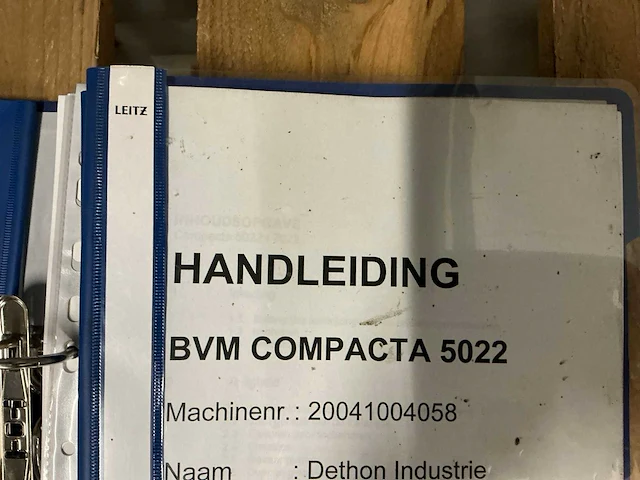 LEITZ
HANDLEIDING
BVM COMPACTA 5022
Machinenr.: 20041004058
Naam : Dethon Industrie